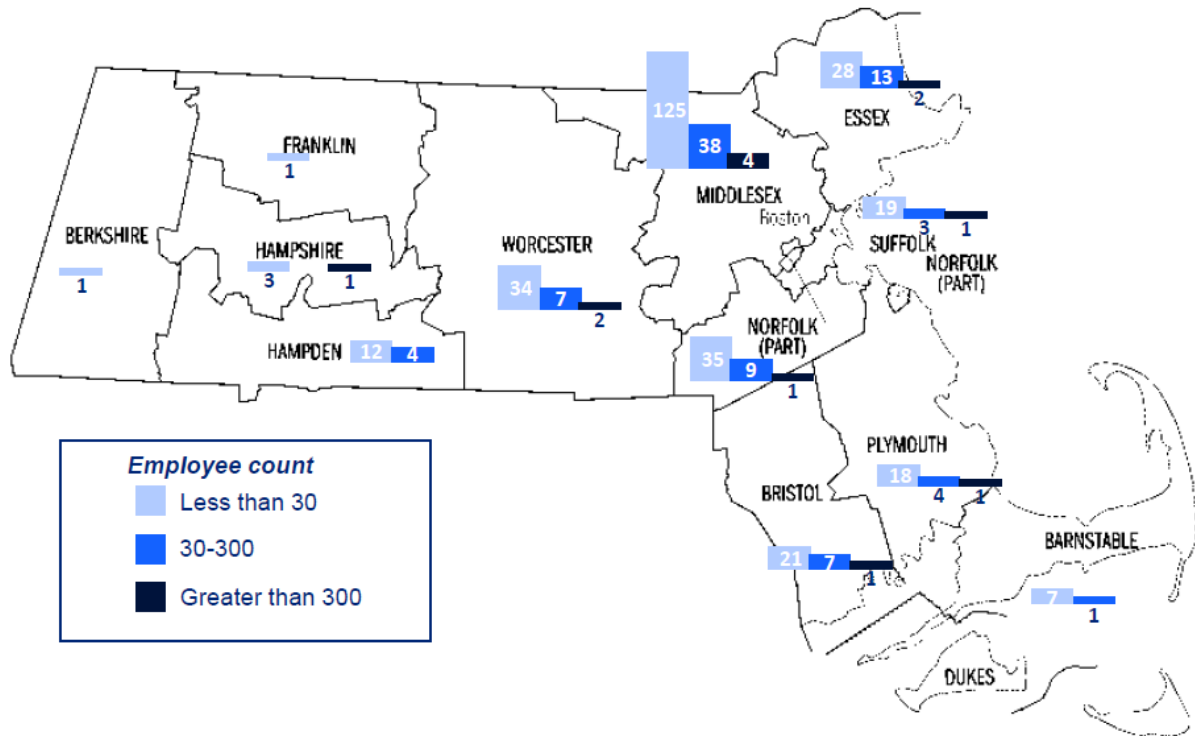 28
13
2
ESSEX
125
38
4
MIDDLESEX
Boston
FRANKLIN
1
19
3
1
SUFFOLK
NORFOLK
(PART)
BERKSHIRE
1
HAMPSHIRE
3
1
WORCESTER
34
7
2
HAMPDEN
12
4
NORFOLK
(PART)
35
9
1
PLYMOUTH
18
4
1
BRISTOL
21
7
1
BARNSTABLE
7
1
DUKES
Employee count
Less than 30
30-300
Greater than 300